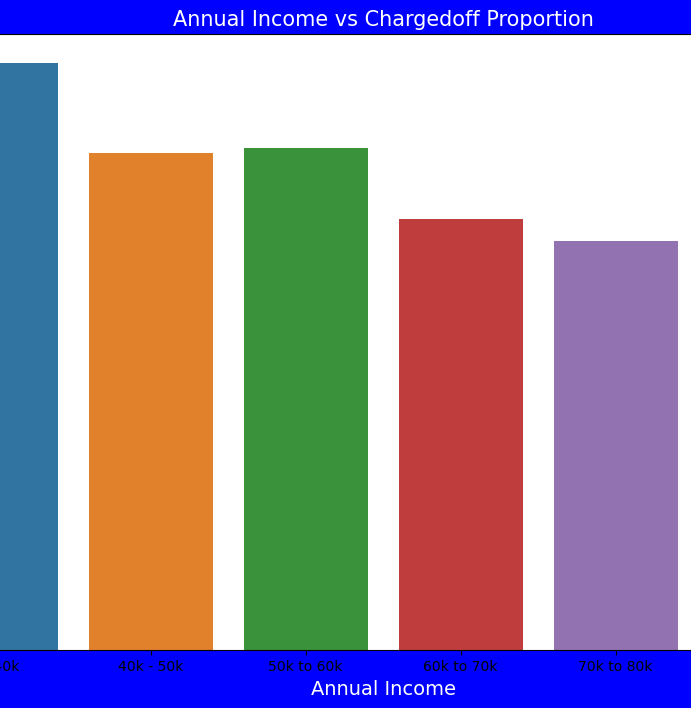 Annual Income vs Chargedoff Proportion
0k 40k - 50k 50k to 60k 60k to 70k 70k to 80k
Annual Income